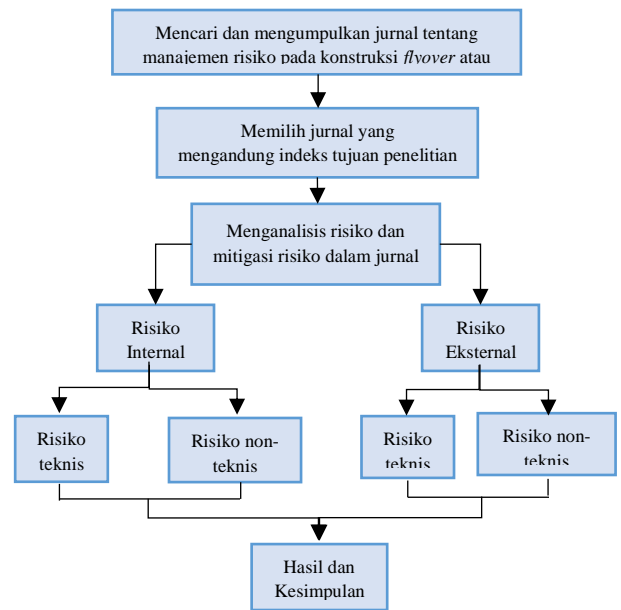 Mencari dan mengumpulkan jurnal tentang
manajemen risiko pada konstruksi flyover atau
Memilih jurnal yang
mengandung indeks tujuan penelitian
Menganalisis risiko dan
mitigasi risiko dalam jurnal
Risiko
Internal
Risiko
Eksternal
Risiko
teknis
Risiko non-
teknis
Risiko
teknis
Risiko non-
teknis
Hasil dan
Kesimpulan